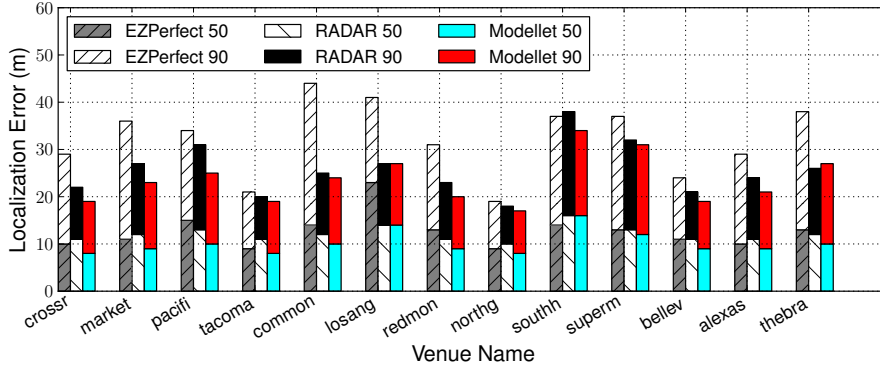 60
50
40
30
20
10
0
Localization Error (m)
EZPerfect 50
EZPerfect 90
RADAR 50
RADAR 90
Modellet 50
Modellet 90
crossr
market
pacifi
tacoma
common
losang
redmon
northg
southh
superm
bellev
alexas
thebra
Venue Name